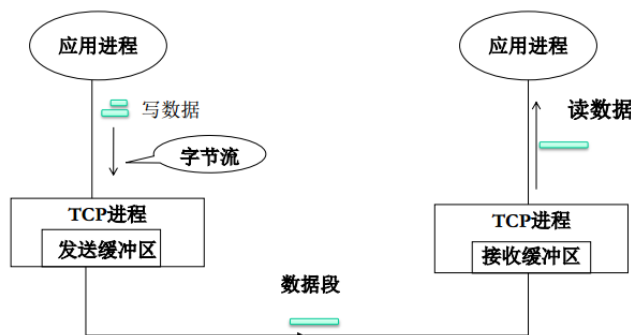 应用进程
应用进程
写数据
读数据
字节流
TCP进程
TCP进程
发送缓冲区
接收缓冲区
数据段